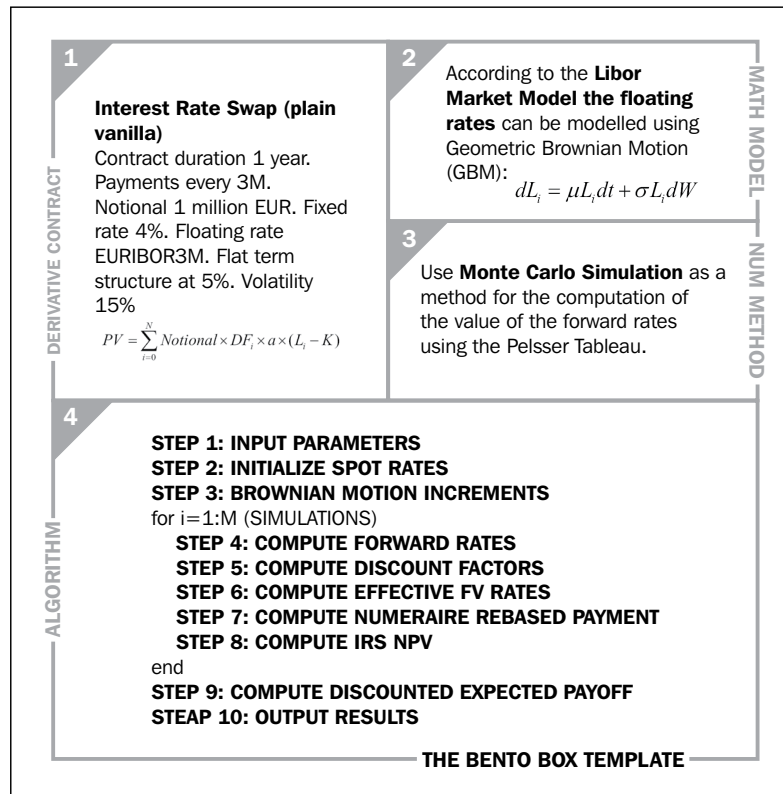 1
DERIVATIVE CONTRACT
Interest Rate Swap (plain
vanilla)
Contract duration 1 year.
Payments every 3M.
Notional 1 million EUR. Fixed
rate 4%. Floating rate
EURIBOR3M. Flat term
structure at 5%. Volatility
15%
PV = \sum_{i=0}^{N} Notional × DF_i × a × (L_i − K)
2
MATH MODEL
According to the Libor
Market Model the floating
rates can be modelled using
Geometric Brownian Motion
(GBM):
dL_i = μL_i dt + σL_i dW
3
NUM METHOD
Use Monte Carlo Simulation as a
method for the computation of
the value of the forward rates
using the Pelsser Tableau.
4
ALGORITHM
STEP 1: INPUT PARAMETERS
STEP 2: INITIALIZE SPOT RATES
STEP 3: BROWNIAN MOTION INCREMENTS
for i=1:M (SIMULATIONS)
STEP 4: COMPUTE FORWARD RATES
STEP 5: COMPUTE DISCOUNT FACTORS
STEP 6: COMPUTE EFFECTIVE FV RATES
STEP 7: COMPUTE NUMERAIRE REBASED PAYMENT
STEP 8: COMPUTE IRS NPV
end
STEP 9: COMPUTE DISCOUNTED EXPECTED PAYOFF
STEAP 10: OUTPUT RESULTS
THE BENTO BOX TEMPLATE